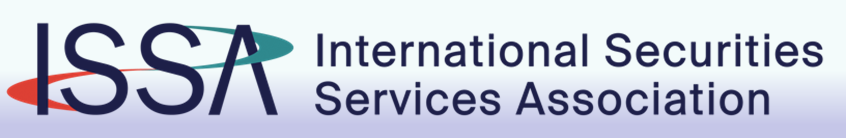 ISSA
International Securities
Services Association